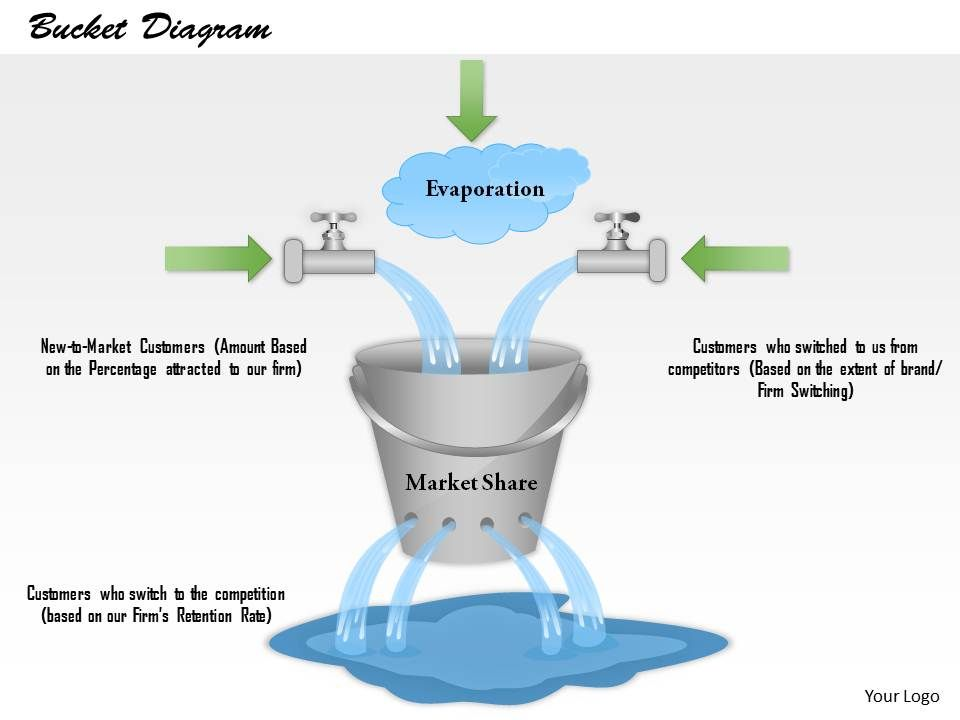 Bucket Diagram
Evaporation
New-to-Market Customers (Amount Based
on the Percentage attracted to our firm)
Customers who switched to us from
competitors (Based on the extent of brand/
Firm Switching)
Market Share
Customers who switch to the competition
(based on our Firm's Retention Rate)
Your Logo